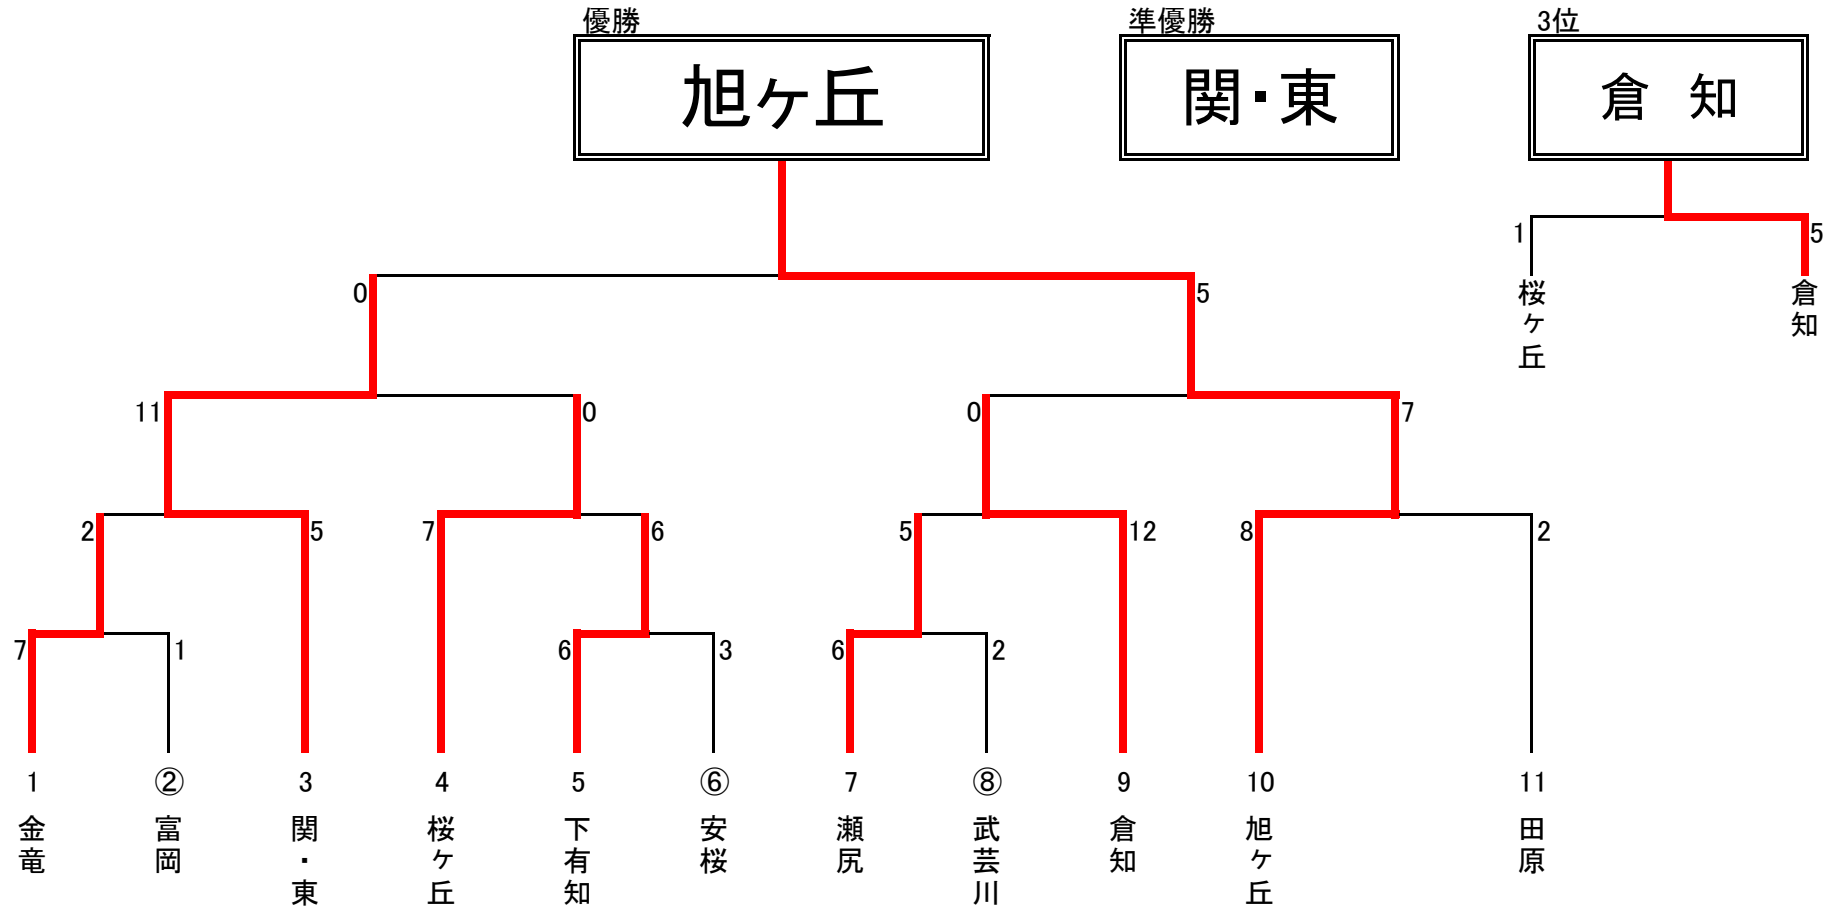 優勝 準優勝 3位
旭ヶ丘 関・東 倉 知
1 5
0 5
桜ヶ丘 倉知
11 0 0 7
2 5 7 6 5 12 8 2
7 1 6 3 6 2
1 ② 3 4 5 ⑥ 7 ⑧ 9 10 11
金竜 富岡 関・東 桜ヶ丘 下有知 安桜 瀬尻 武芸川 倉知 旭ヶ丘 田原